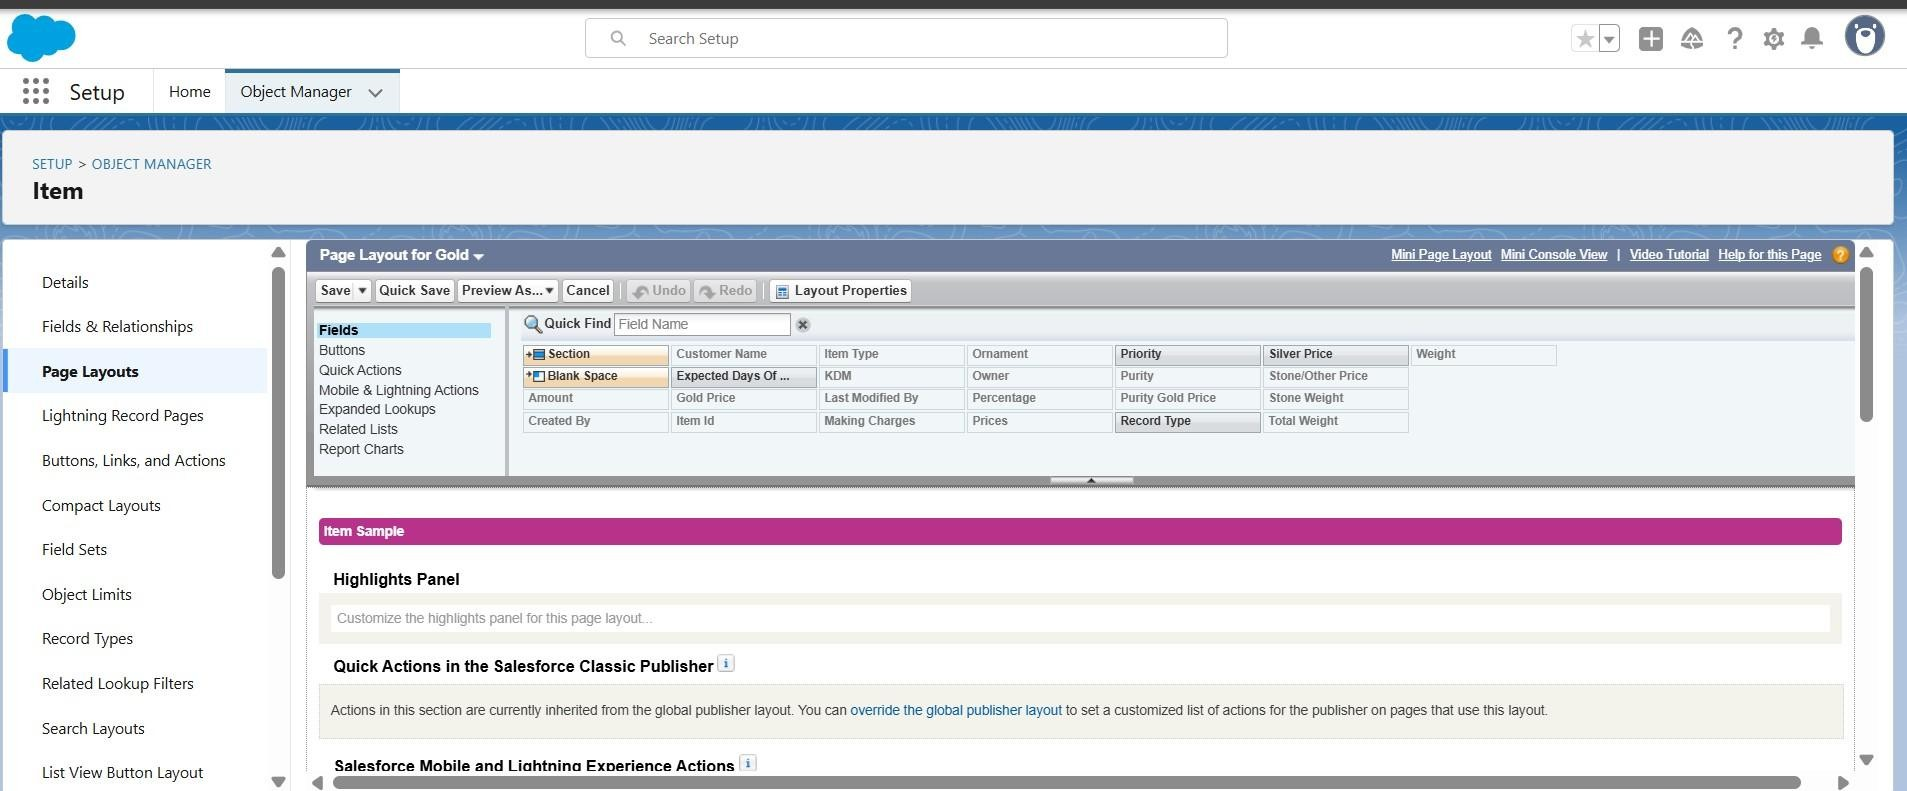 Search Setup
Setup
Home
Object Manager
SETUP > OBJECT MANAGER
Item
Details
Fields & Relationships
Page Layouts
Lightning Record Pages
Buttons, Links, and Actions
Compact Layouts
Field Sets
Object Limits
Record Types
Related Lookup Filters
Search Layouts
List View Button Layout
Page Layout for Gold
Mini Page Layout Mini Console View | Video Tutorial Help for this Page ?
Save Quick Save Preview As... Cancel Undo Redo Layout Properties
Fields
Buttons
Quick Actions
Mobile & Lightning Actions
Expanded Lookups
Related Lists
Report Charts
Quick Find Field Name
Section Customer Name Item Type Ornament Priority Silver Price Weight
Blank Space Expected Days Of ... KDM Owner Purity Stone/Other Price
Amount Gold Price Last Modified By Percentage Purity Gold Price Stone Weight
Created By Item Id Making Charges Prices Record Type Total Weight
Item Sample
Highlights Panel
Customize the highlights panel for this page layout...
Quick Actions in the Salesforce Classic Publisher i
Actions in this section are currently inherited from the global publisher layout. You can override the global publisher layout to set a customized list of actions for the publisher on pages that use this layout.
Salesforce Mobile and Lightning Experience Actions i